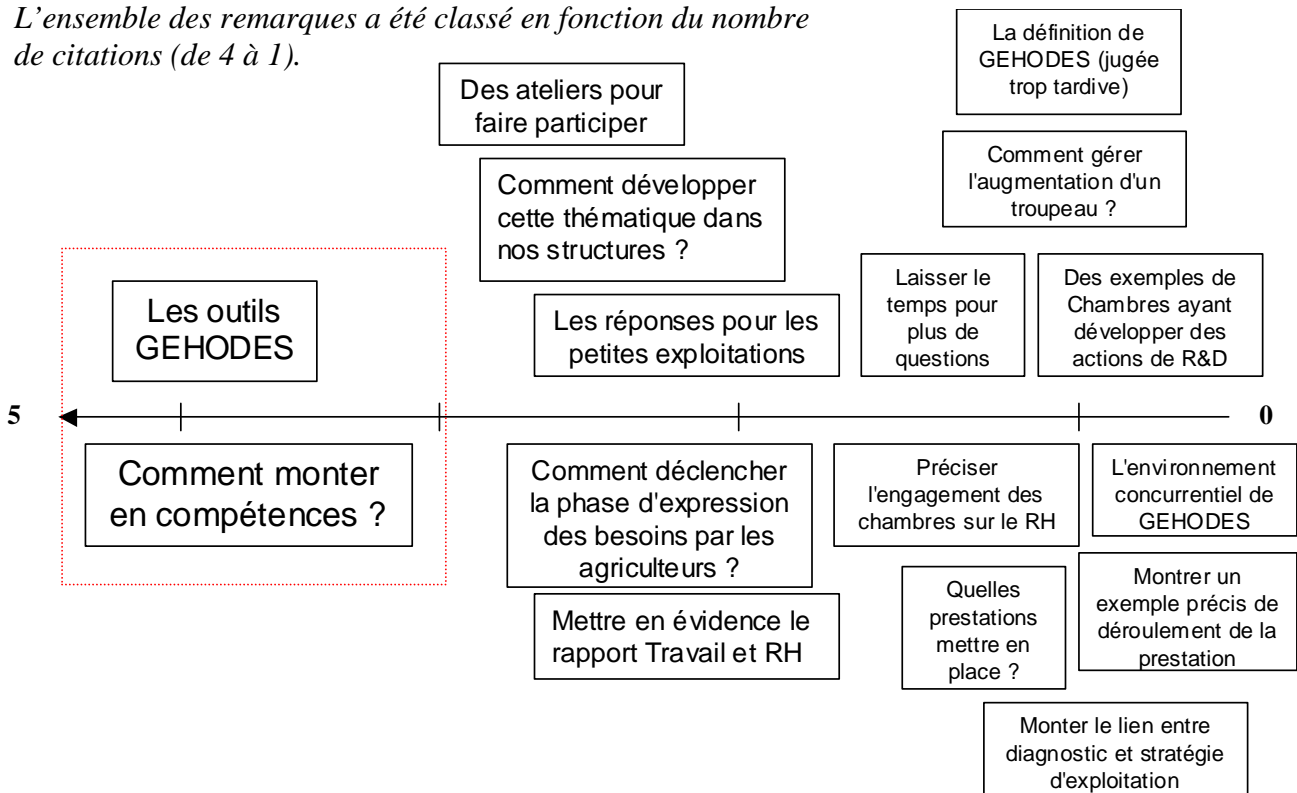 L'ensemble des remarques a été classé en fonction du nombre
de citations (de 4 à 1).
La définition de
GEHODES (jugée
trop tardive)
Des ateliers pour
faire participer
Comment gérer
l'augmentation d'un
troupeau ?
Comment développer
cette thématique dans
nos structures ?
Les outils
GEHODES
Les réponses pour les
petites exploitations
Laisser le
temps pour
plus de
questions
Des exemples de
Chambres ayant
développer des
actions de R&D
5
0
Comment monter
en compétences ?
Comment déclencher
la phase d'expression
des besoins par les
agriculteurs ?
Préciser
l'engagement des
chambres sur le RH
L'environnement
concurrentiel de
GEHODES
Mettre en évidence le
rapport Travail et RH
Quelles
prestations
mettre en
place ?
Montrer un
exemple précis de
déroulement de la
prestation
Monter le lien entre
diagnostic et stratégie
d'exploitation